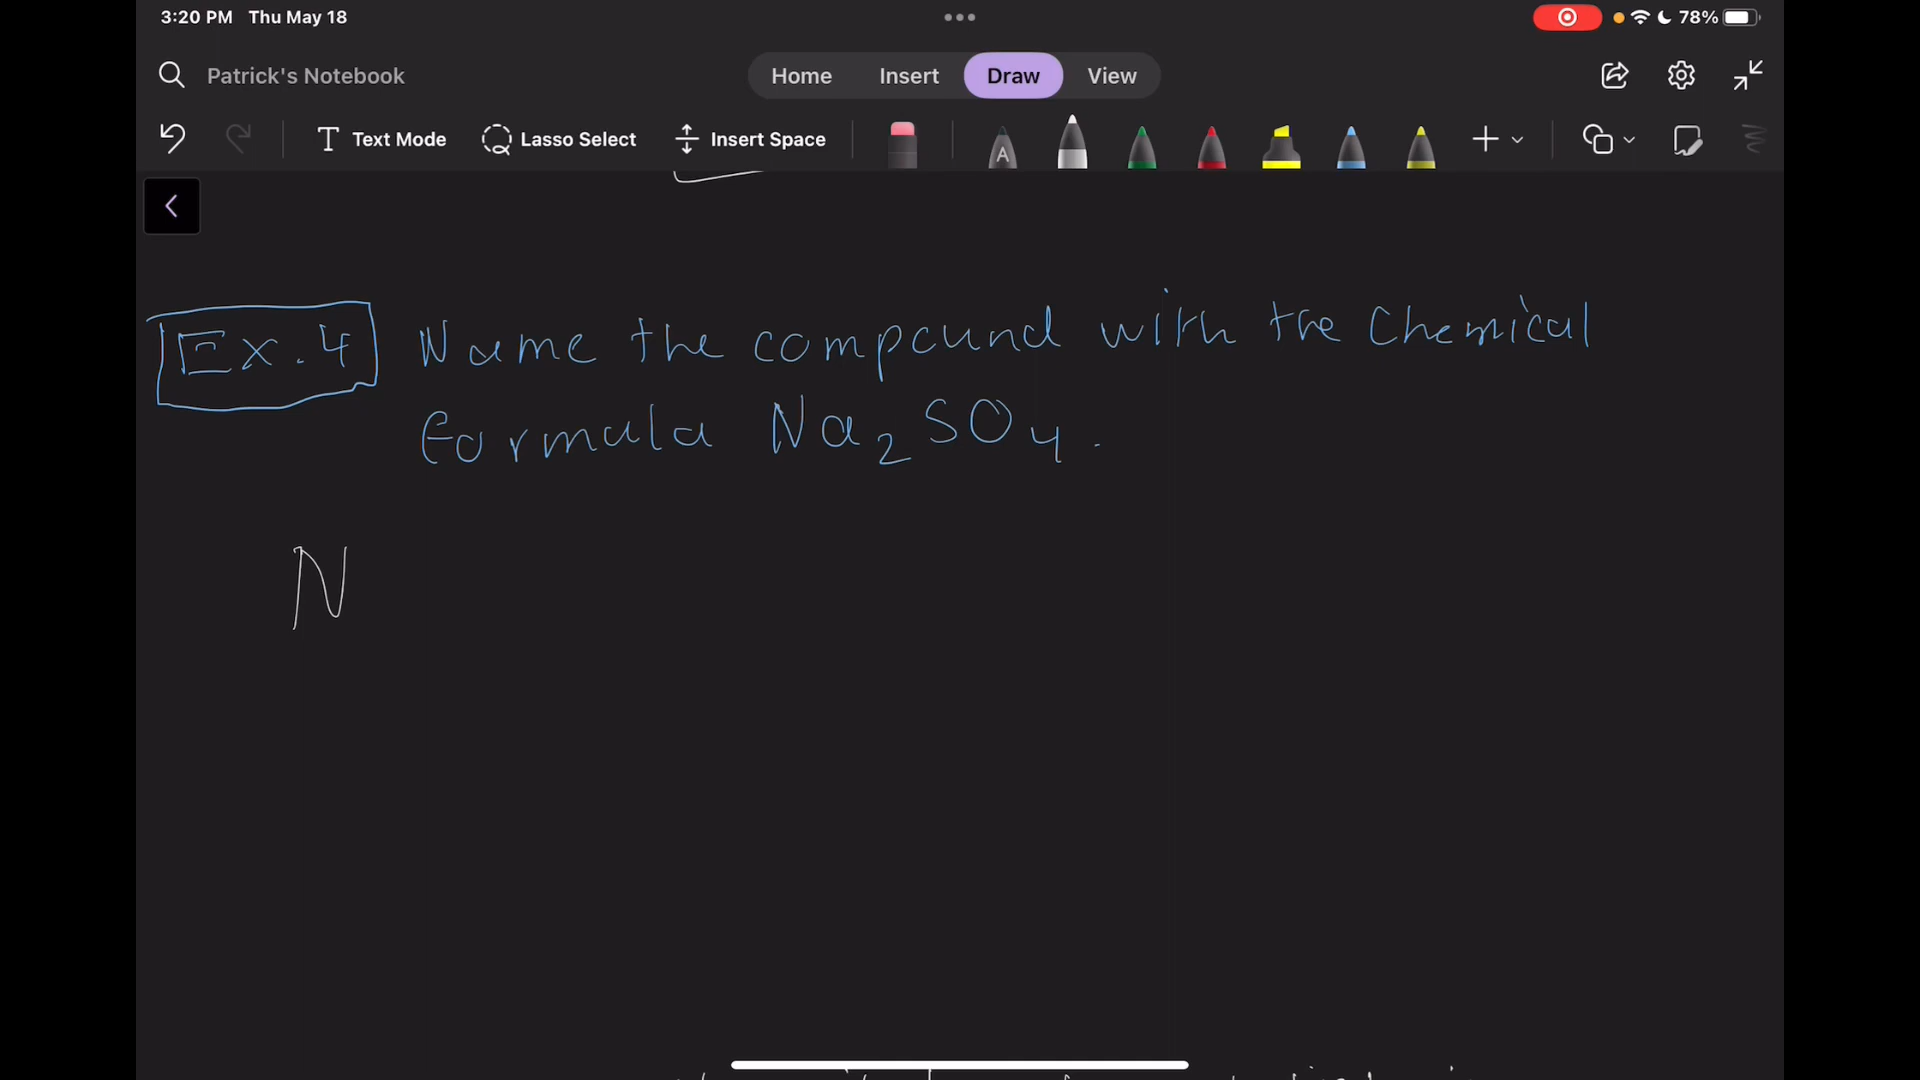 3:20 PM Thu May 18
78%
Patrick's Notebook
Home Insert Draw View
Text Mode Lasso Select Insert Space
A
Ex. 4 Name the compound with the Chemical
formula Na₂SO₄.
N